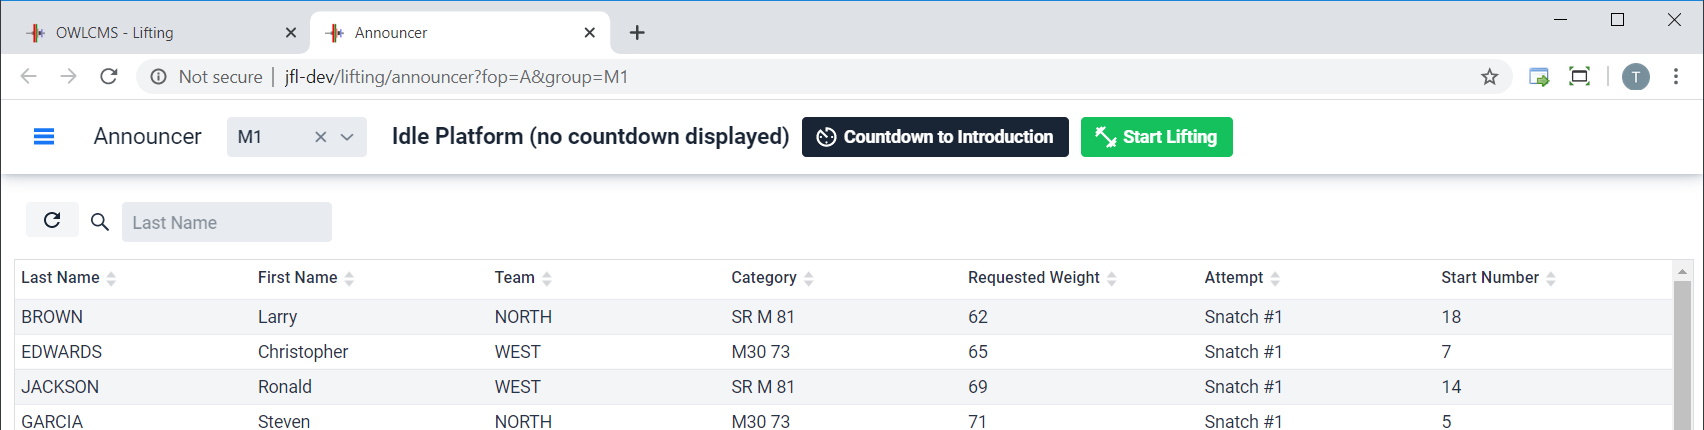 OWLCMS - Lifting
Announcer
Not secure | jfl-dev/lifting/announcer?fop=A&group=M1
T
Announcer M1 Idle Platform (no countdown displayed) Countdown to Introduction Start Lifting
Last Name
Last Name First Name Team Category Requested Weight Attempt Start Number
BROWN Larry NORTH SR M 81 62 Snatch #1 18
EDWARDS Christopher WEST M30 73 65 Snatch #1 7
JACKSON Ronald WEST SR M 81 69 Snatch #1 14
GARCIA Steven NORTH M30 73 71 Snatch #1 5